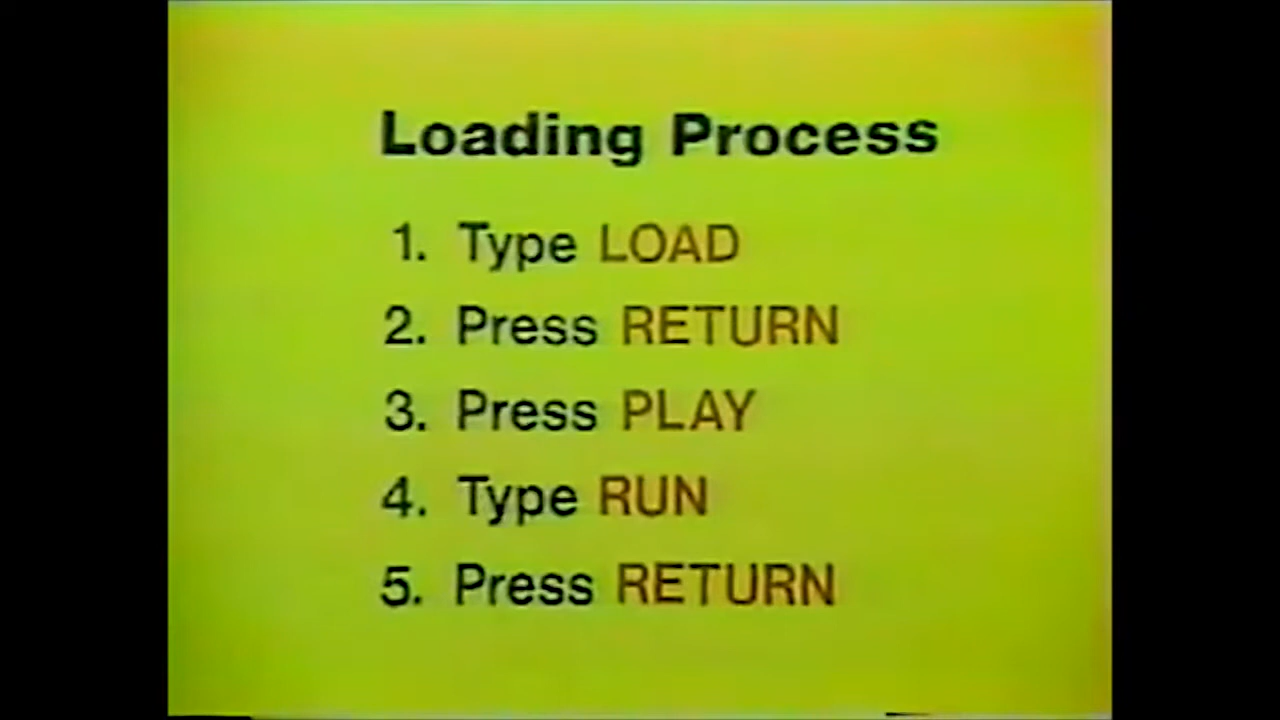 Loading Process
1. Type LOAD
2. Press RETURN
3. Press PLAY
4. Type RUN
5. Press RETURN